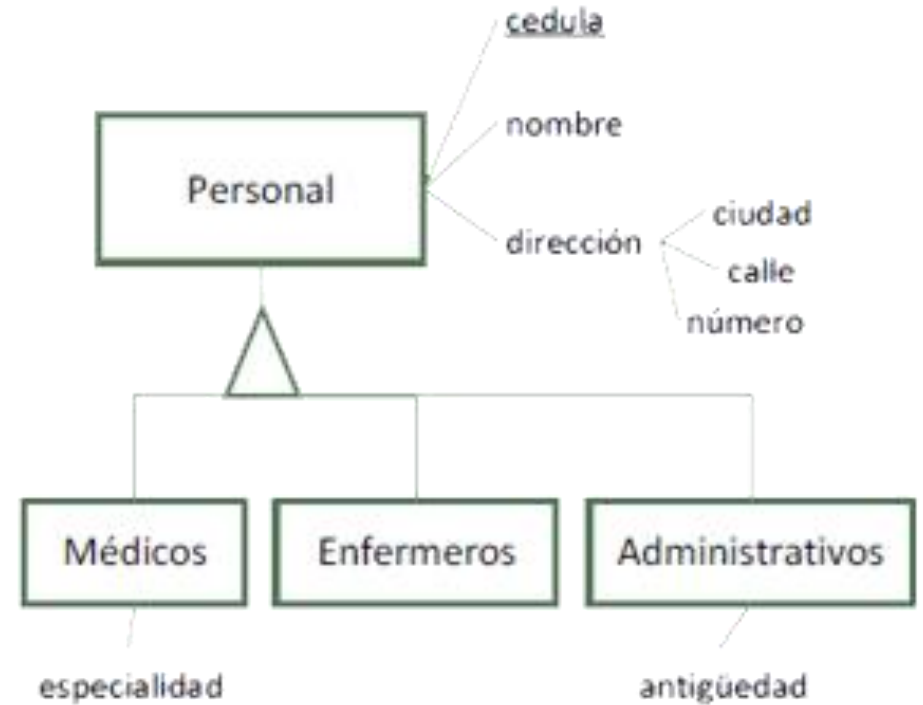 cedula
nombre
Personal
dirección
ciudad
calle
número
Médicos
Enfermeros
Administrativos
especialidad
antigüedad